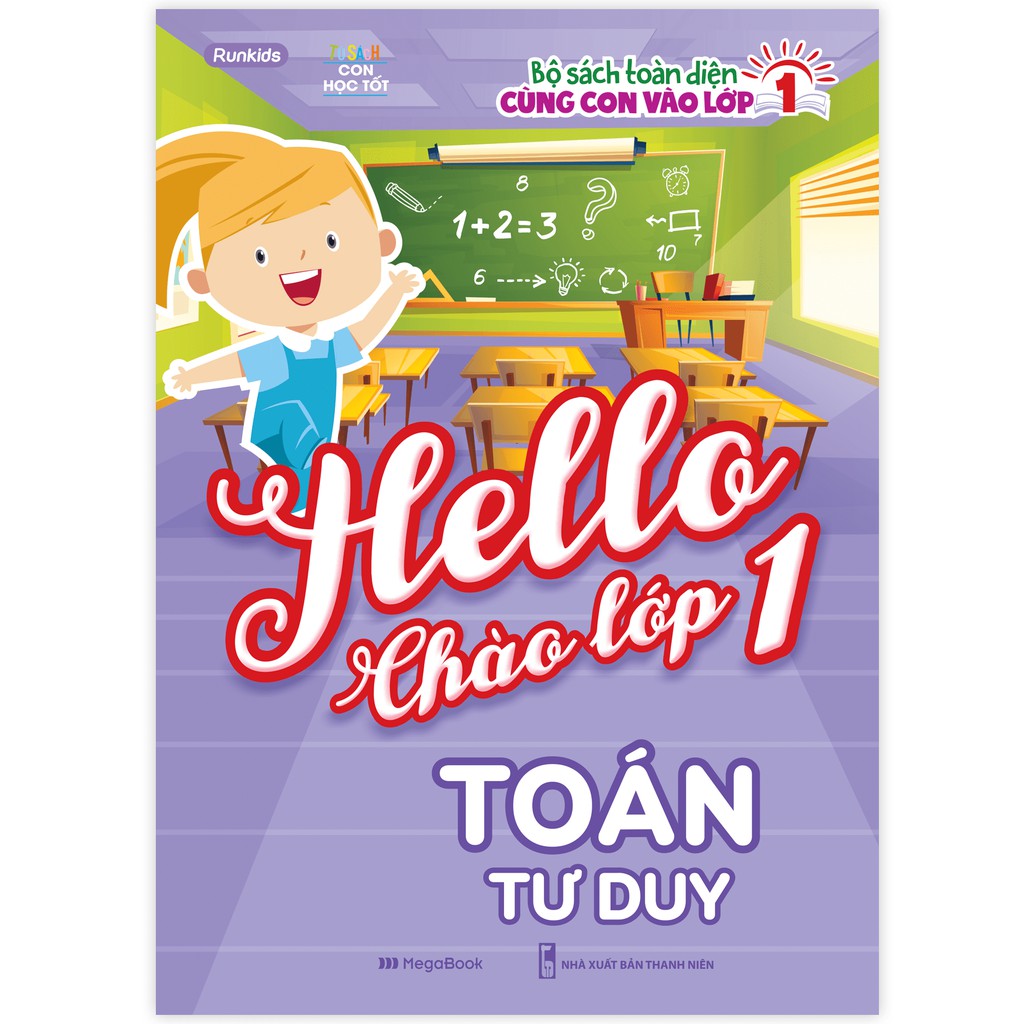 Runkids
TỦ SÁCH
CON
HỌC TỐT
Bộ sách toàn diện
CÙNG CON VÀO LỚP 1
8
1+2=3
7
10
6
Hello
Chào lớp 1
TOÁN
TƯ DUY
MegaBook
NHÀ XUẤT BẢN THANH NIÊN